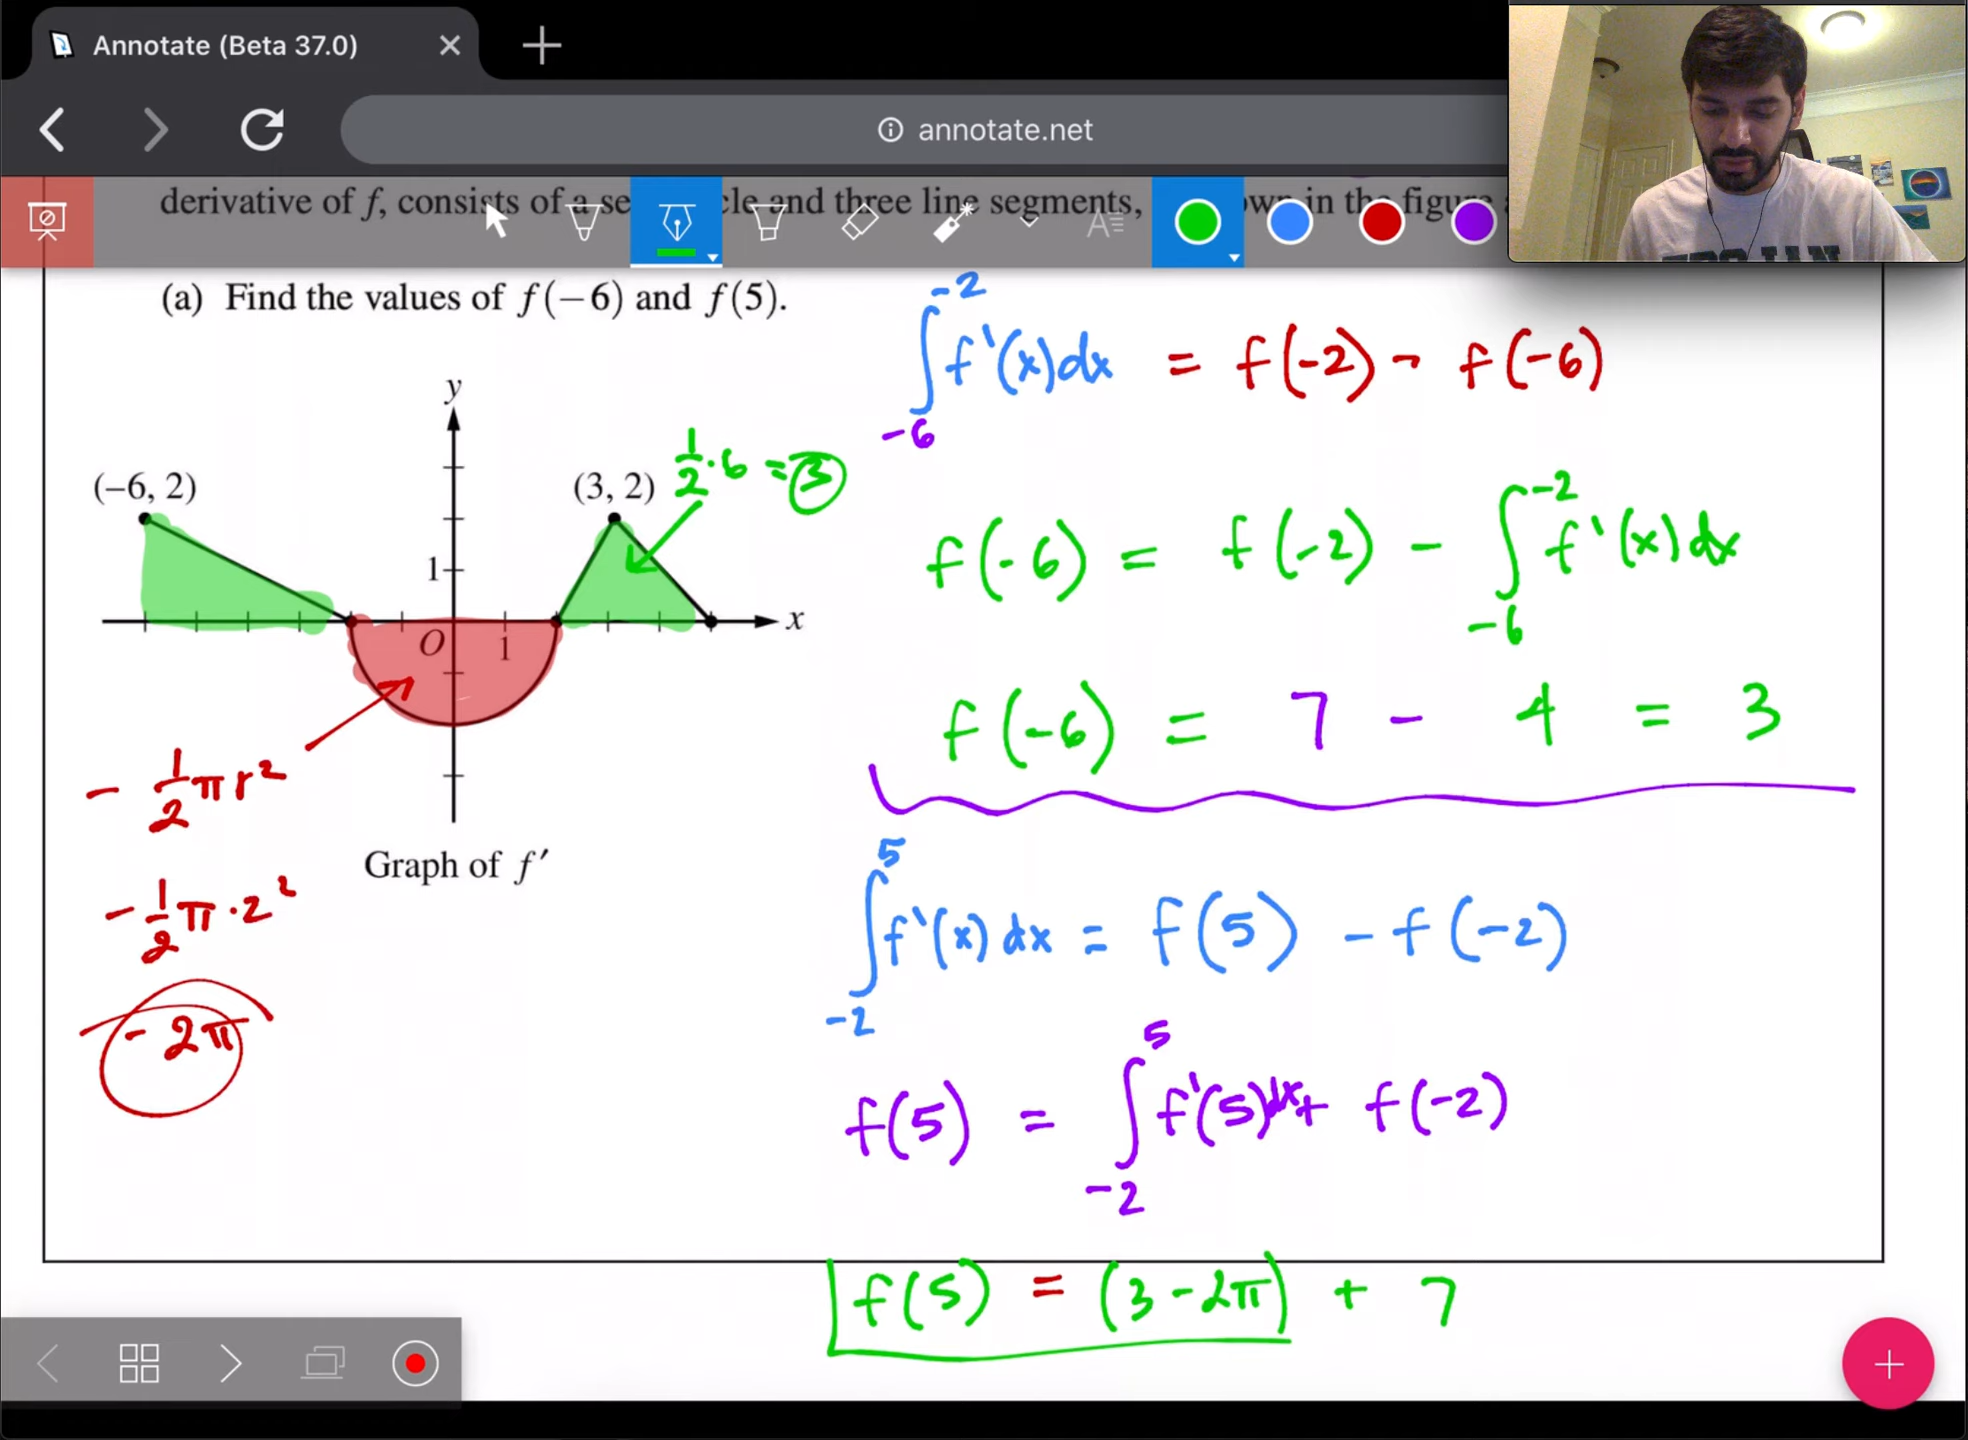 Annotate (Beta 37.0)
annotate.net
derivative of f, consists of a se cle and three line segments, wn in the figur
(a) Find the values of f(−6) and f(5).
y
(−6, 2)
(3, 2)
1/2 · 6 = 3
1
x
O
1
Graph of f′
- 1/2 π r²
- 1/2 π · 2²
- 2π
∫_{-6}^{-2} f'(x)dx = f(-2) - f(-6)
f(-6) = f(-2) - ∫_{-6}^{-2} f'(x)dx
f(-6) = 7 - 4 = 3
∫_{-2}^{5} f'(x) dx = f(5) - f(-2)
f(5) = ∫_{-2}^{5} f'(5)dx + f(-2)
f(5) = (3 - 2π) + 7